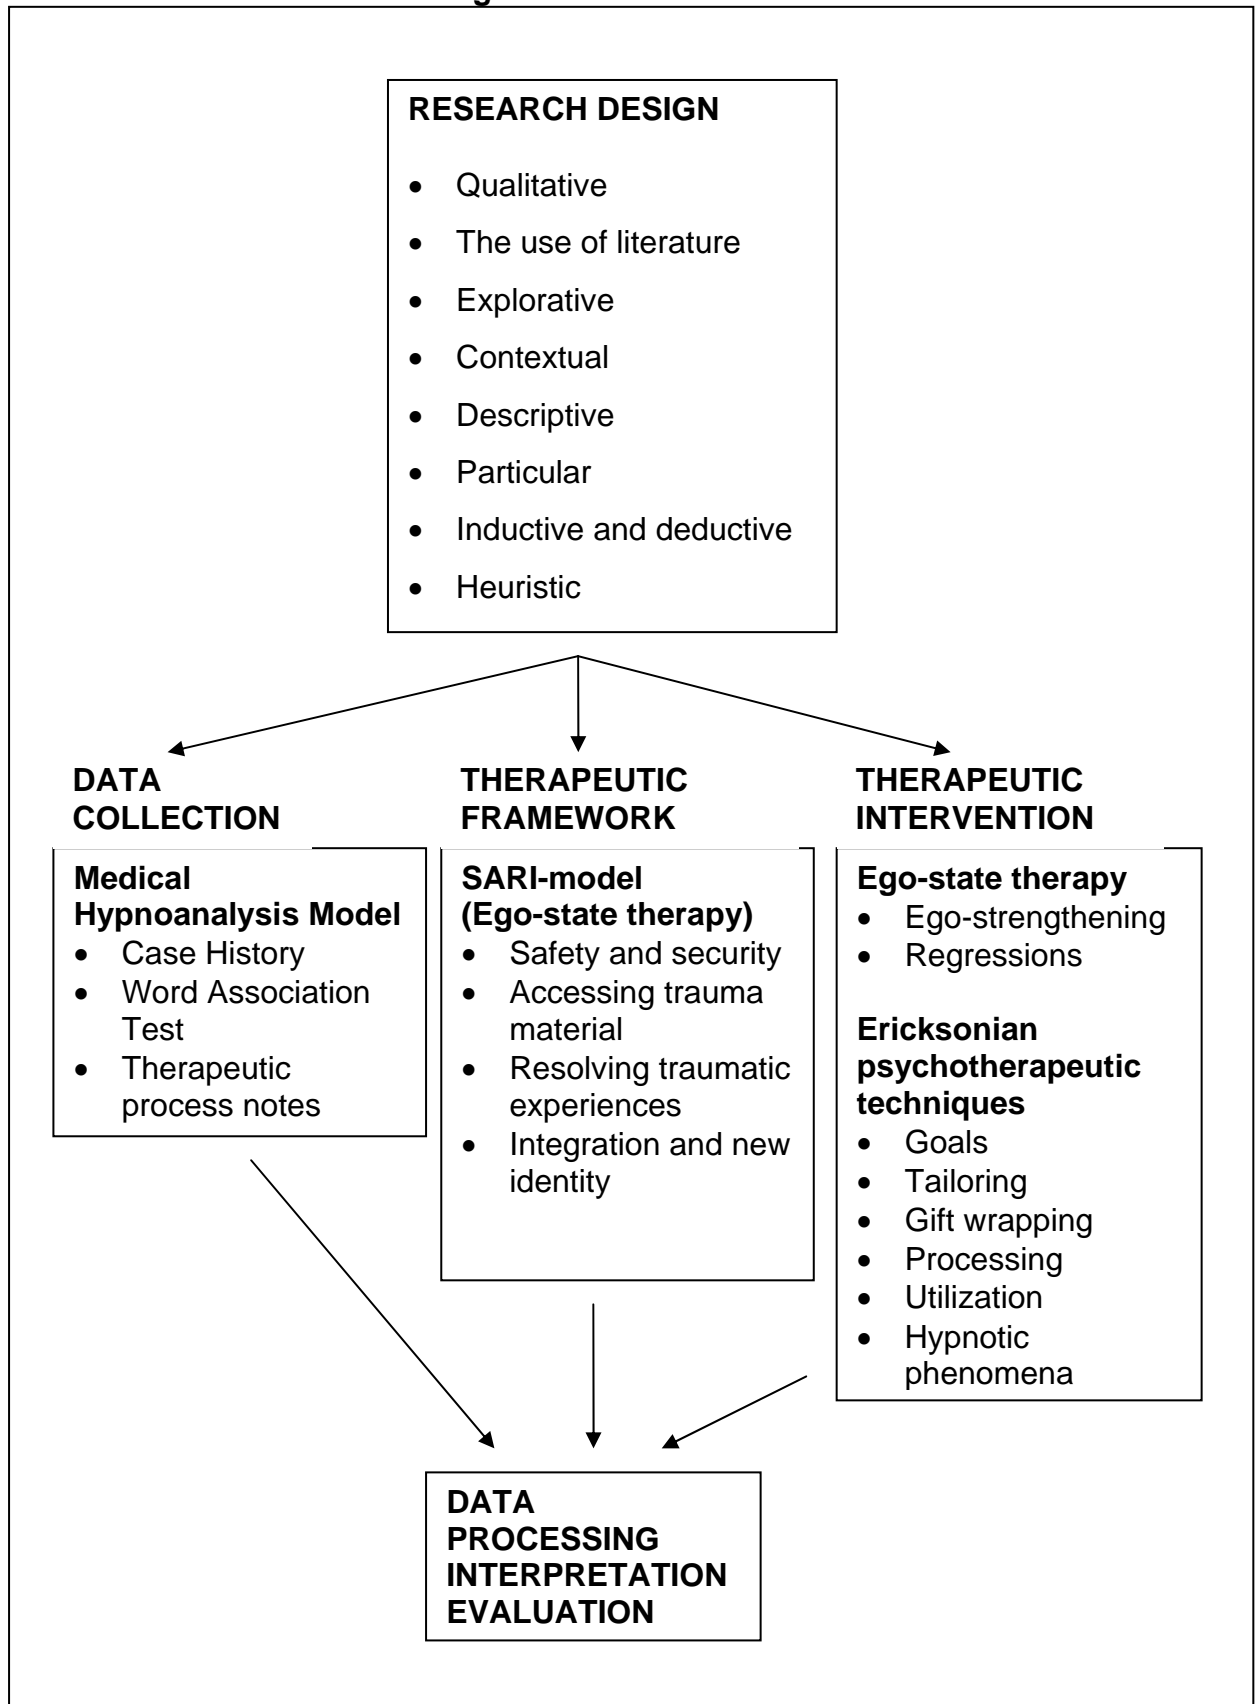 RESEARCH DESIGN
• Qualitative
• The use of literature
• Explorative
• Contextual
• Descriptive
• Particular
• Inductive and deductive
• Heuristic
DATA
COLLECTION
Medical
Hypnoanalysis Model
• Case History
• Word Association
Test
• Therapeutic
process notes
THERAPEUTIC
FRAMEWORK
SARI-model
(Ego-state therapy)
• Safety and security
• Accessing trauma
material
• Resolving traumatic
experiences
• Integration and new
identity
THERAPEUTIC
INTERVENTION
Ego-state therapy
• Ego-strengthening
• Regressions
Ericksonian
psychotherapeutic
techniques
• Goals
• Tailoring
• Gift wrapping
• Processing
• Utilization
• Hypnotic
phenomena
DATA
PROCESSING
INTERPRETATION
EVALUATION